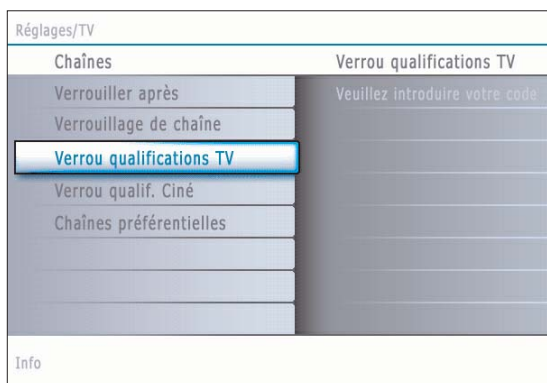 Réglages/TV
Chaînes
Verrou qualifications TV
Verrouiller après
Veuillez introduire votre code
Verrouillage de chaîne
Verrou qualifications TV
Verrou qualif. Ciné
Chaînes préférentielles
Info